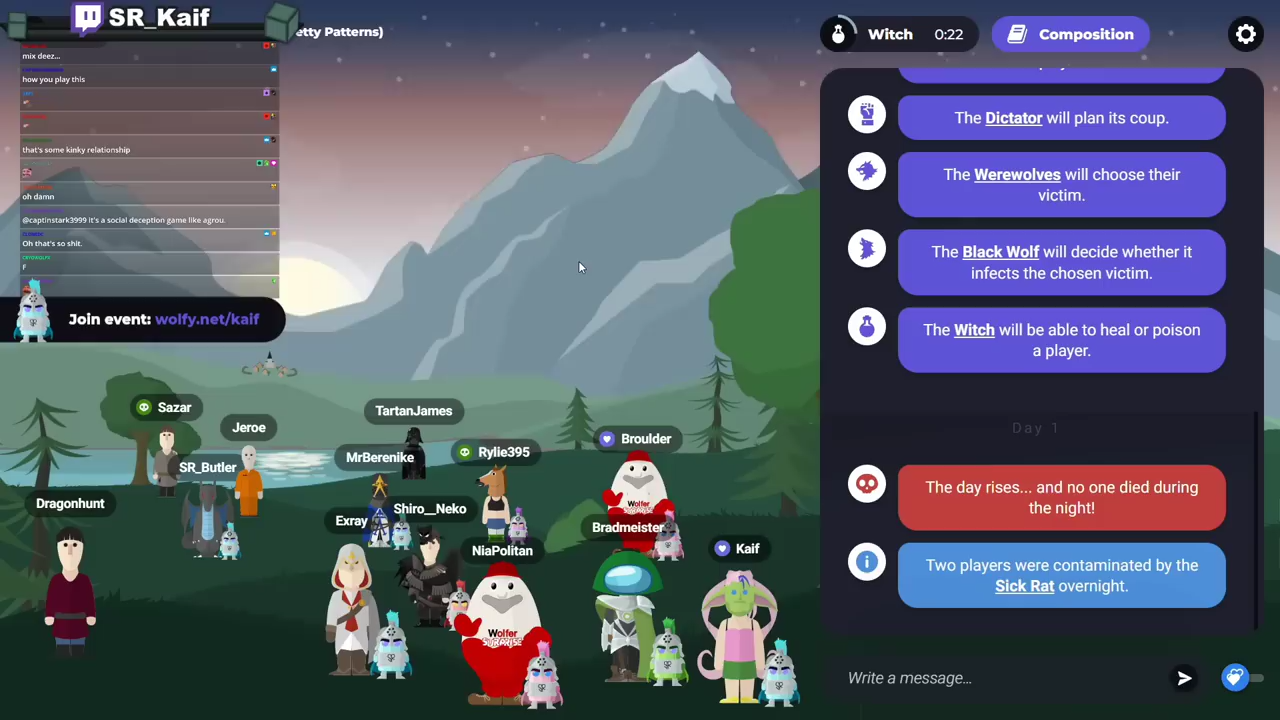 SR_Kaif
etty Patterns)
mix deez...
how you play this
that's some kinky relationship
oh damn
@captinstark3999 it's a social deception game like agrou.
Oh that's so shit.
F
Join event: wolfy.net/kaif
Sazar
Jeroe
TartanJames
SR_Butler
MrBerenike
Rylie395
Broulder
Dragonhunt
Exray
Shiro__Neko
NiaPolitan
Bradmeister
Kaif
Wolfer
SURPRISE
Wolfer
SURPRISE
Witch 0:22
Composition
The Dictator will plan its coup.
The Werewolves will choose their
victim.
The Black Wolf will decide whether it
infects the chosen victim.
The Witch will be able to heal or poison
a player.
Day 1
The day rises... and no one died during
the night!
Two players were contaminated by the
Sick Rat overnight.
Write a message...